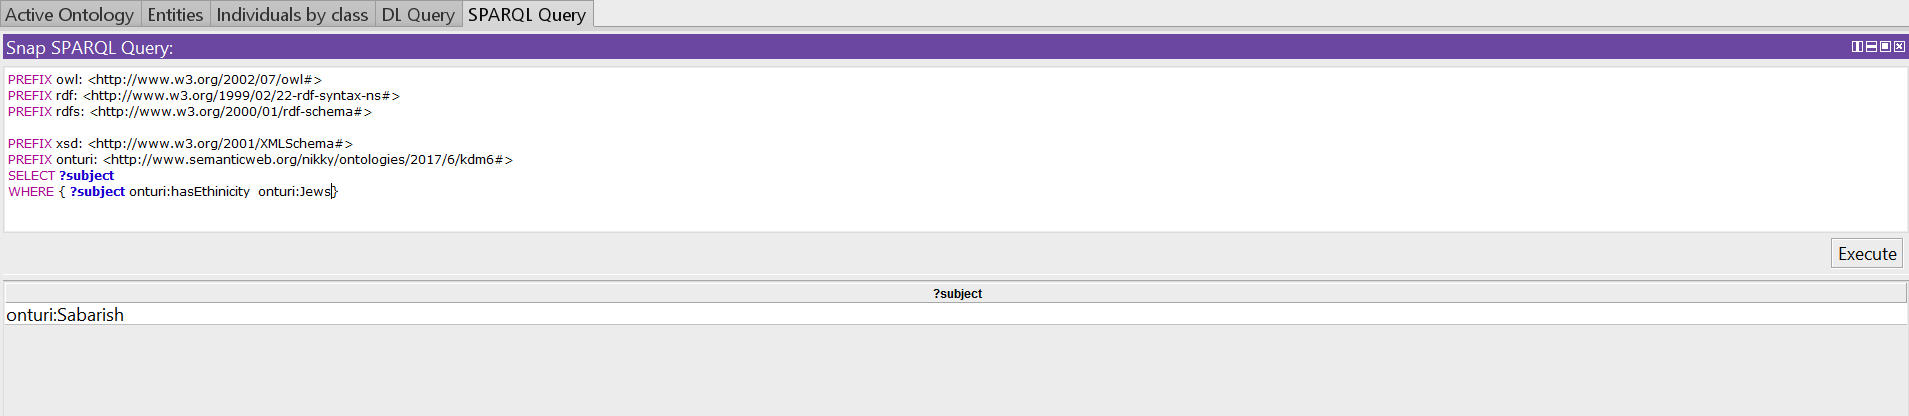 Active Ontology Entities Individuals by class DL Query SPARQL Query
Snap SPARQL Query:
PREFIX owl: <http://www.w3.org/2002/07/owl#>
PREFIX rdf: <http://www.w3.org/1999/02/22-rdf-syntax-ns#>
PREFIX rdfs: <http://www.w3.org/2000/01/rdf-schema#>
PREFIX xsd: <http://www.w3.org/2001/XMLSchema#>
PREFIX onturi: <http://www.semanticweb.org/nikky/ontologies/2017/6/kdm6#>
SELECT ?subject
WHERE { ?subject onturi:hasEthinicity  onturi:Jews}
Execute
?subject
onturi:Sabarish